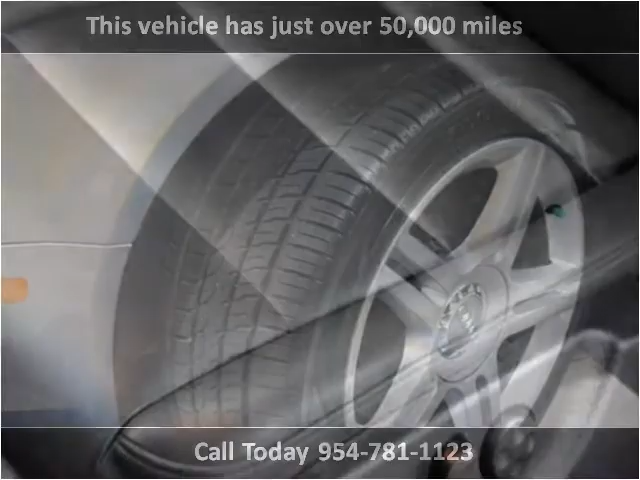 This vehicle has just over 50,000 miles
Call Today 954-781-1123